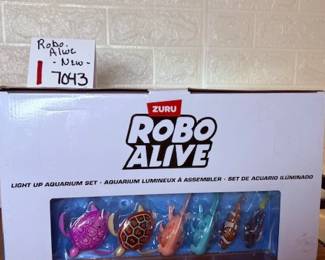 Robo.
Alive
- New -
1 7043
ZURU
ROBO
ALIVE
LIGHT UP AQUARIUM SET - AQUARIUM LUMINEUX À ASSEMBLER - SET DE ACUARIO ILUMINADO